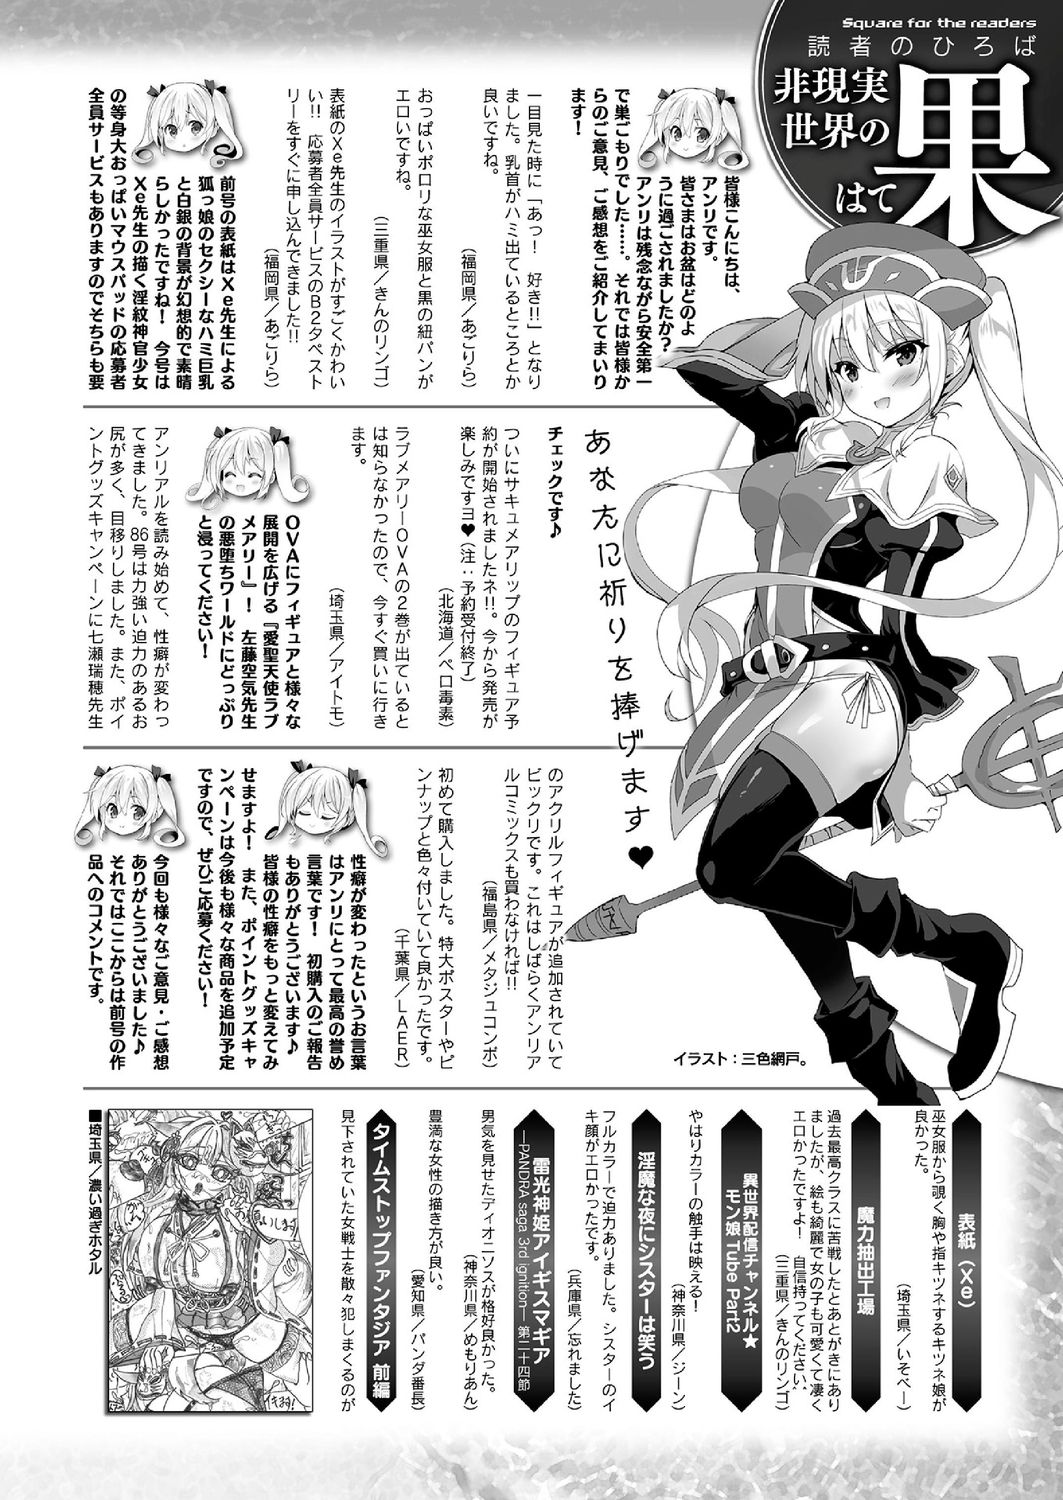 Square for the readers
読者のひろば
非現実
世界の
果
はて
皆様こんにちは、
アンリです。
皆さまはお盆はどのよ
うに過ごされましたか？
アンリは残念ながら安全第一
で巣ごもりでした……。それでは皆様か
らのご意見、ご感想をご紹介してまいり
ます！
一目見た時に「あっ！　好き!!」となり
ました。乳首がハミ出ているところとか
良いですね。
（福岡県／あごりら）
おっぱいポロリな巫女服と黒の紐パンが
エロいですね。
（三重県／きんのリンゴ）
表紙のXe先生のイラストがすごくかわい
い!!　応募者全員サービスのB2タペスト
リーをすぐに申し込んできました!!
（福岡県／あごりら）
前号の表紙はXe先生による
狐っ娘のセクシーなハミ巨乳
と白銀の背景が幻想的で素晴
らしかったですね！　今号は
Xe先生の描く淫紋神官少女
の等身大おっぱいマウスパッドの応募者
全員サービスもありますのでそちらも要
チェックです♪
ついにサキュメアリップのフィギュア予
約が開始されましたネ!!。今から発売が
楽しみですヨ♥（注：予約受付終了）
（北海道／ペロ毒素）
ラブメアリーOVAの2巻が出ていると
は知らなかったので、今すぐ買いに行き
ます。
（埼玉県／アイトモ）
OVAにフィギュアと様々な
展開を広げる『愛聖天使ラブ
メアリー』！　左藤空気先生
の悪堕ちワールドにどっぷり
と浸ってください！
アンリアルを読み始めて、性癖が変わっ
てきました。86号は力強い迫力のあるお
尻が多く、目移りしました。また、ポイ
ントグッズキャンペーンに七瀬瑞穂先生
のアクリルフィギュアが追加されていて
ビックリです。これはしばらくアンリア
ルコミックスも買わなければ!!
（福島県／メタジュコンボ）
初めて購入しました。特大ポスターやピ
ンナップと色々付いていて良かったです。
（千葉県／LAER）
性癖が変わったというお言葉
はアンリにとって最高の誉め
言葉です！　初購入のご報告
もありがとうございます♪
皆様の性癖をもっと変えてみ
せますよ！　また、ポイントグッズキャ
ンペーンは今後も様々な商品を追加予定
ですので、ぜひご応募ください！
今回も様々なご意見・ご感想
ありがとうございました♪
それではここからは前号の作
品へのコメントです。
あなたに祈りを捧げます♥
イラスト：三色網戸。
表紙（Xe）
巫女服から覗く胸や指キツネするキツネ娘が
良かった。
（埼玉県／いそべー）
魔力抽出工場
過去最高クラスに苦戦したとあとがきにあり
ましたが、絵も綺麗で女の子も可愛くて凄く
エロかったですよ！　自信持ってください^
（三重県／きんのリンゴ）
異世界配信チャンネル★
モン娘 Tube Part2
やはりカラーの触手は映える！
（神奈川県／ジーン）
淫魔な夜にシスターは笑う
フルカラーで迫力ありました。シスターのイ
キ顔がエロかったです。
（兵庫県／忘れました）
雷光神姫アイギスマギア
―PANDRA saga 3rd ignition― 第二十四節
男気を見せたディオニソスが格好良かった。
（神奈川県／めもりあん）
豊満な女性の描き方が良い。
（愛知県／パンダ番長）
タイムストップファンタジア 前編
見下されていた女戦士を散々犯しまくるのが
■埼玉県／濃い過ぎホタル